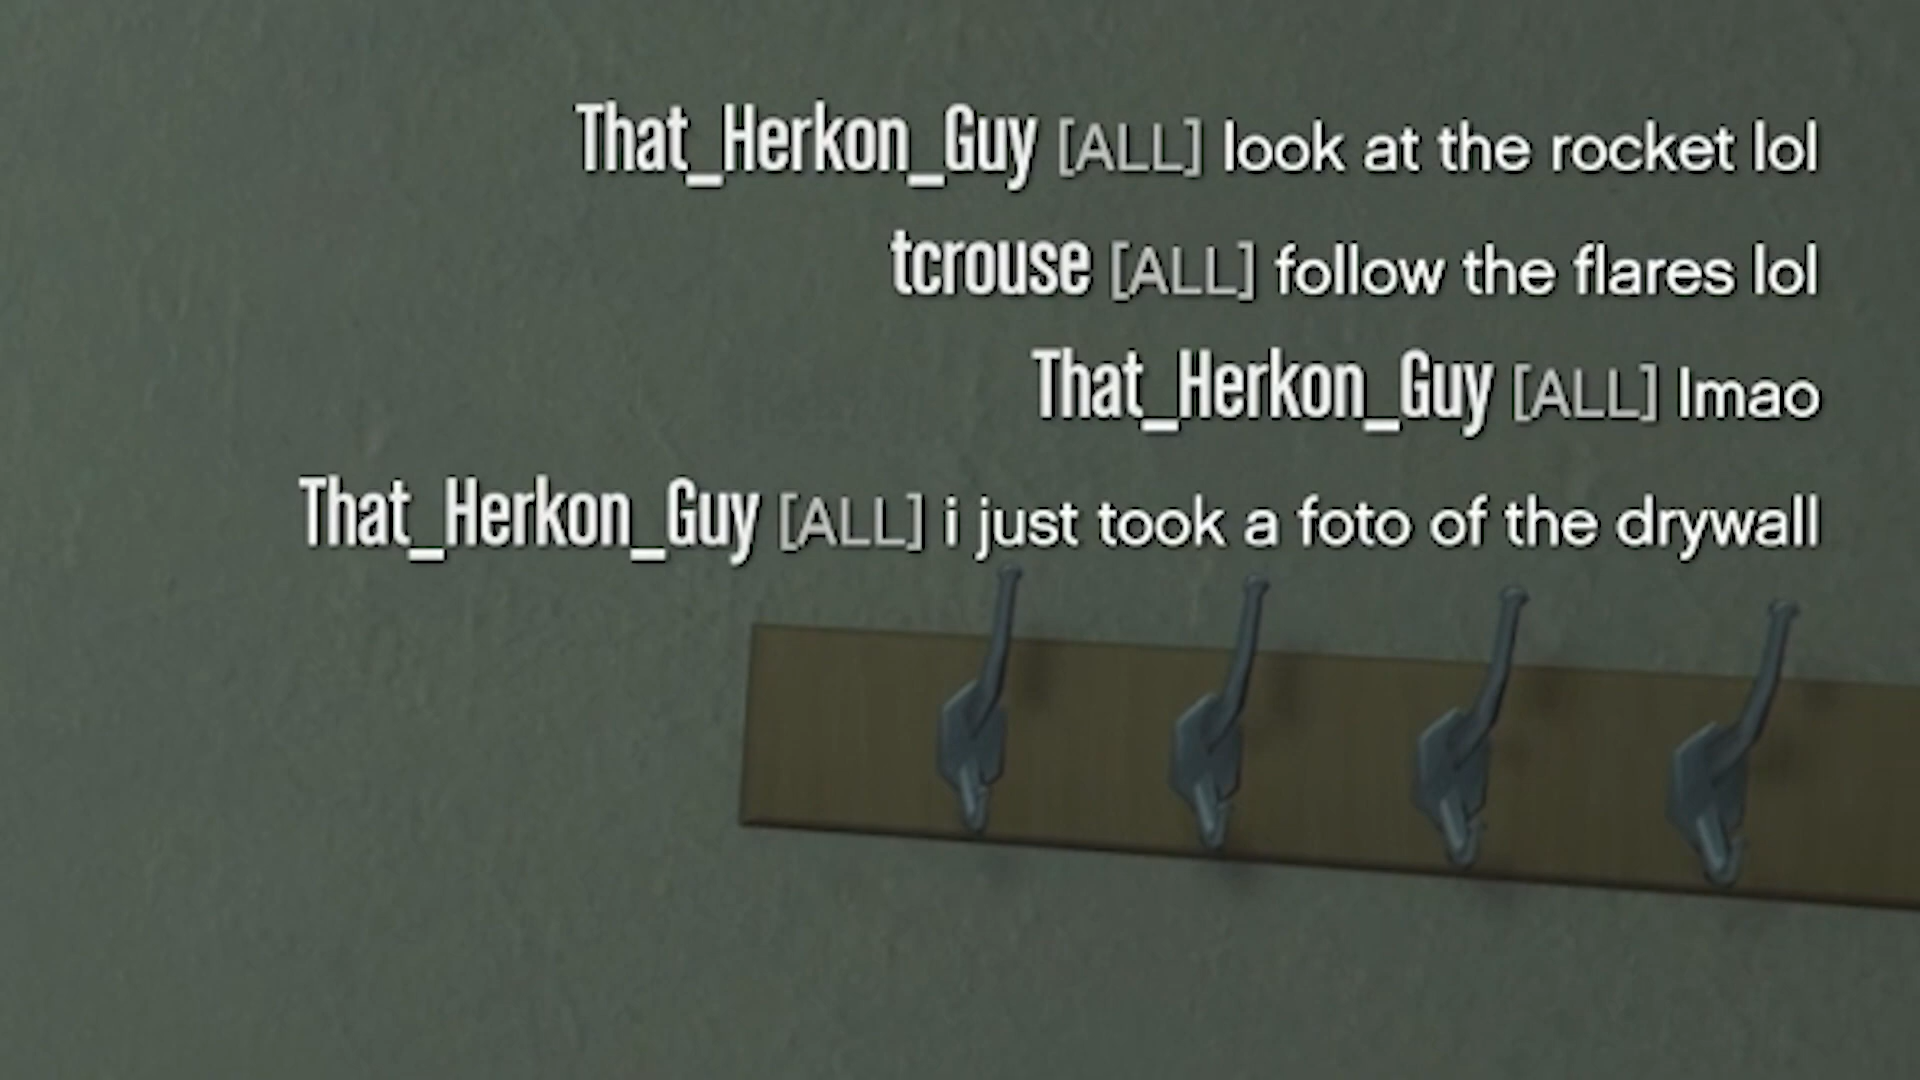 That_Herkon_Guy [ALL] look at the rocket lol
tcrouse [ALL] follow the flares lol
That_Herkon_Guy [ALL] lmao
That_Herkon_Guy [ALL] i just took a foto of the drywall